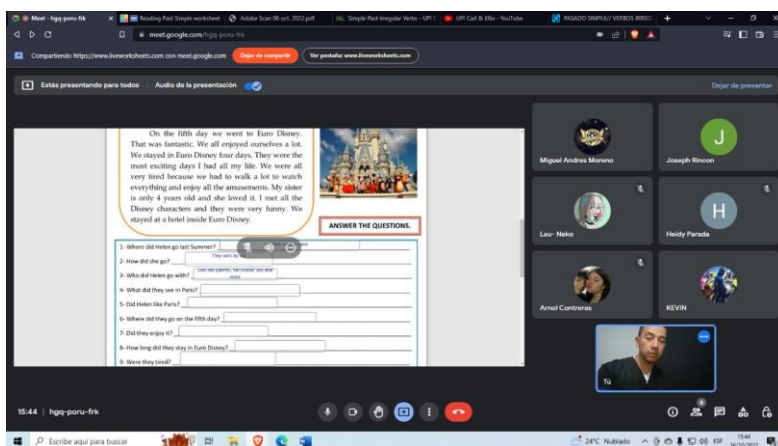 Meet - hgq-poru-frk
Reading Past Simple worksheet
Adobe Scan 06 oct. 2022.pdf
Simple Past Irregular Verbs - UPI C
UPI Carl & Ellie - YouTube
PASADO SIMPLE// VERBOS IRREG
meet.google.com/hgq-poru-frk
Compartiendo https://www.liveworksheets.com con meet.google.com
Dejar de compartir
Ver pestaña: www.liveworksheets.com
Estás presentando para todos
Audio de la presentación
Dejar de presentar
On the fifth day we went to Euro Disney.
That was fantastic. We all enjoyed ourselves a lot.
We stayed in Euro Disney four days. They were the
most exciting days I had all my life. We were all
very tired because we had to walk a lot to watch
everything and enjoy all the amusements. My sister
is only 4 years old and she loved it. I met all the
Disney characters and they were very funny. We
stayed at a hotel inside Euro Disney.
ANSWER THE QUESTIONS.
1- Where did Helen go last Summer?
2- How did she go?
They went by
3- Who did Helen go with?
4- What did they see in Paris?
5- Did Helen like Paris?
6- Where did they go on the fifth day?
7- Did they enjoy it?
8- How long did they stay in Euro Disney?
9- Were they tired?
Miguel Andres Moreno
J
Joseph Rincon
Lau- Neko
H
Heidy Parada
Arnol Contreras
KEVIN
Tú
15:44 | hgq-poru-frk
8
Escribe aquí para buscar
24°C Nublado
ESP
15:44